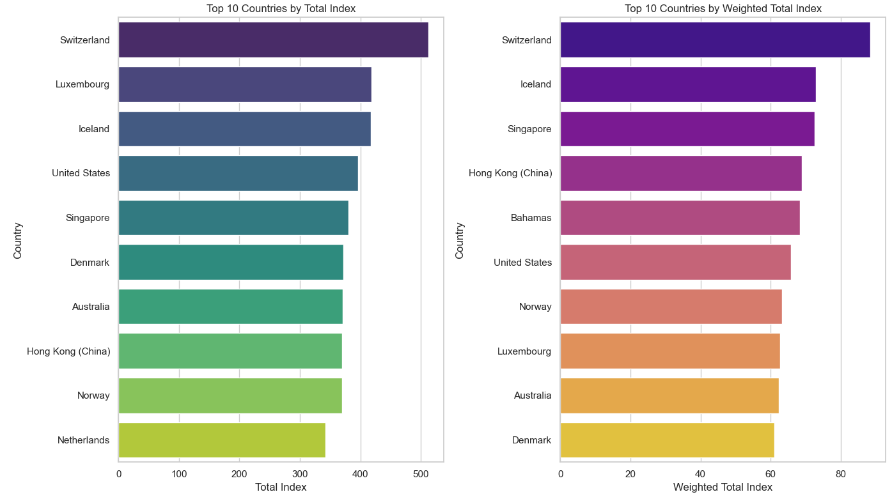 Top 10 Countries by Total Index
Switzerland
Luxembourg
Iceland
United States
Singapore
Denmark
Australia
Hong Kong (China)
Norway
Netherlands
Country
0 100 200 300 400 500
Total Index
Top 10 Countries by Weighted Total Index
Switzerland
Iceland
Singapore
Hong Kong (China)
Bahamas
United States
Norway
Luxembourg
Australia
Denmark
Country
0 20 40 60 80
Weighted Total Index